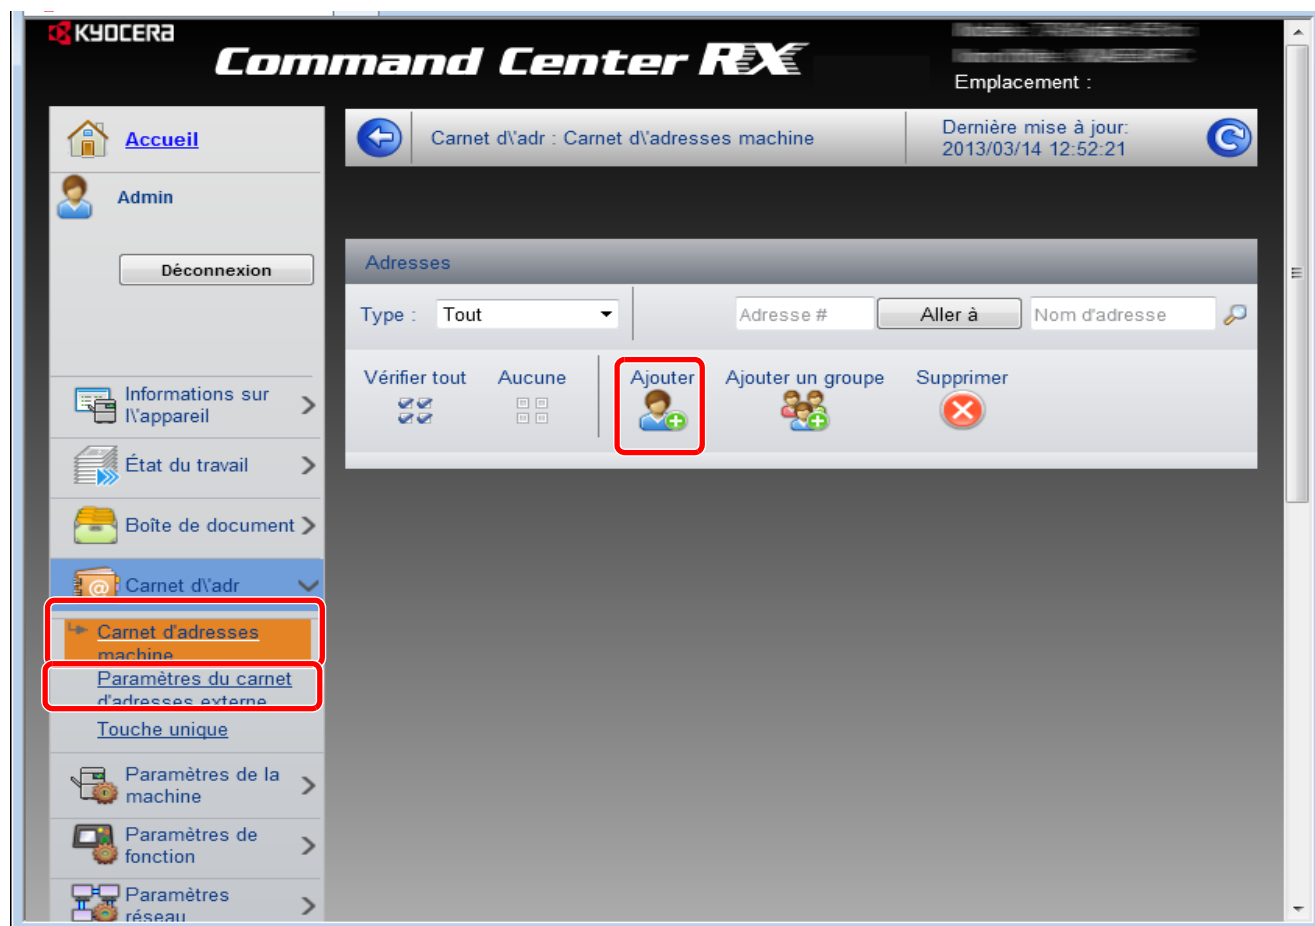 KYOCERA
Command Center RX
Emplacement :
Accueil
Admin
Déconnexion
Informations sur
l\'appareil
État du travail
Boîte de document
Carnet d\'adr
Carnet d'adresses
machine
Paramètres du carnet
d'adresses externe
Touche unique
Paramètres de la
machine
Paramètres de
fonction
Paramètres
réseau
Carnet d\'adr : Carnet d\'adresses machine
Dernière mise à jour:
2013/03/14 12:52:21
Adresses
Type : Tout
Adresse #
Aller à
Nom d'adresse
Vérifier tout
Aucune
Ajouter
Ajouter un groupe
Supprimer